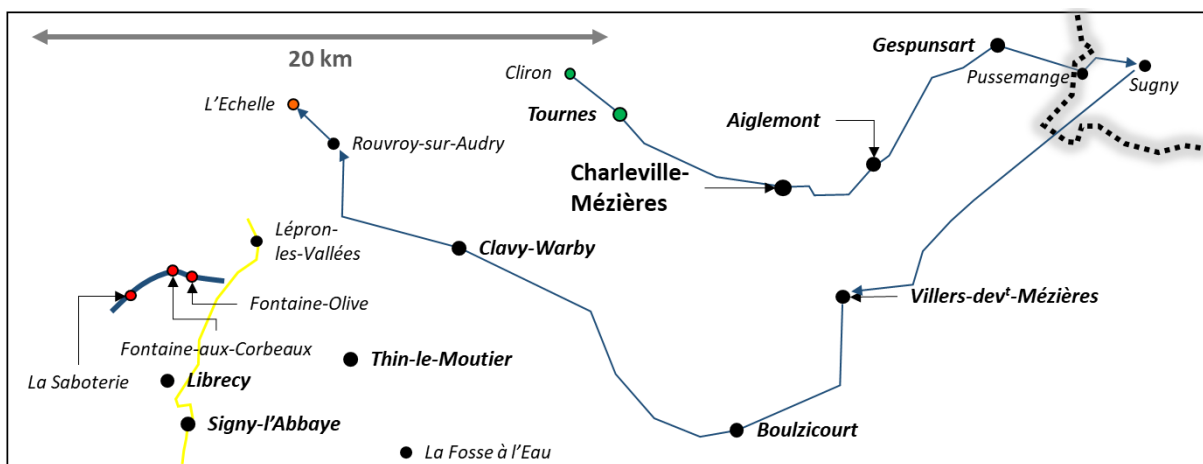 20 km
Gespunsart
Cliron
Pussemange
Sugny
L'Echelle
Tournes
Aiglemont
Rouvroy-sur-Audry
Charleville-
Mézières
Lépron-
les-Vallées
Clavy-Warby
Villers-devᵗ-Mézières
Fontaine-Olive
Fontaine-aux-Corbeaux
Thin-le-Moutier
La Saboterie
Librecy
Signy-l'Abbaye
Boulzicourt
La Fosse à l'Eau